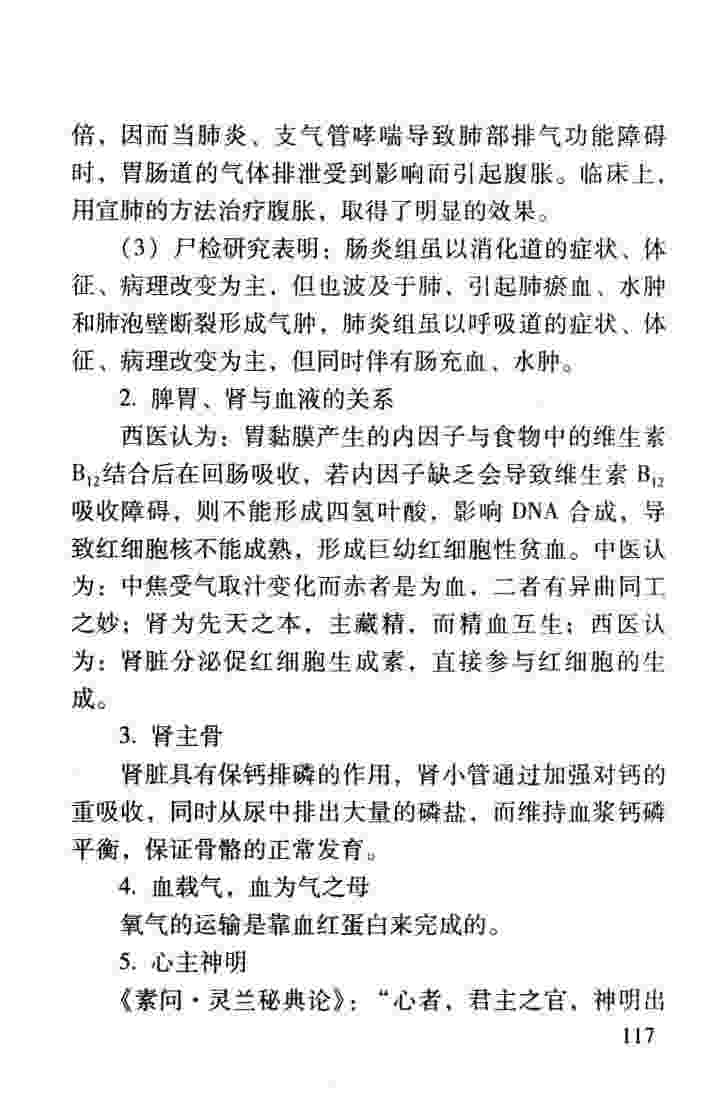 倍，因而当肺炎、支气管哮喘导致肺部排气功能障碍
时，胃肠道的气体排泄受到影响而引起腹胀。临床上，
用宣肺的方法治疗腹胀，取得了明显的效果。
（3）尸检研究表明：肠炎组虽以消化道的症状、体
征、病理改变为主，但也波及于肺，引起肺瘀血、水肿
和肺泡壁断裂形成气肿，肺炎组虽以呼吸道的症状、体
征、病理改变为主，但同时伴有肠充血、水肿。
2. 脾胃、肾与血液的关系
西医认为：胃黏膜产生的内因子与食物中的维生素
B₁₂结合后在回肠吸收，若内因子缺乏会导致维生素 B₁₂
吸收障碍，则不能形成四氢叶酸，影响 DNA 合成，导
致红细胞核不能成熟，形成巨幼红细胞性贫血。中医认
为：中焦受气取汁变化而赤者是为血，二者有异曲同工
之妙；肾为先天之本，主藏精，而精血互生；西医认
为：肾脏分泌促红细胞生成素，直接参与红细胞的生
成。
3. 肾主骨
肾脏具有保钙排磷的作用，肾小管通过加强对钙的
重吸收，同时从尿中排出大量的磷盐，而维持血浆钙磷
平衡，保证骨骼的正常发育。
4. 血载气，血为气之母
氧气的运输是靠血红蛋白来完成的。
5. 心主神明
《素问·灵兰秘典论》：“心者，君主之官，神明出
117